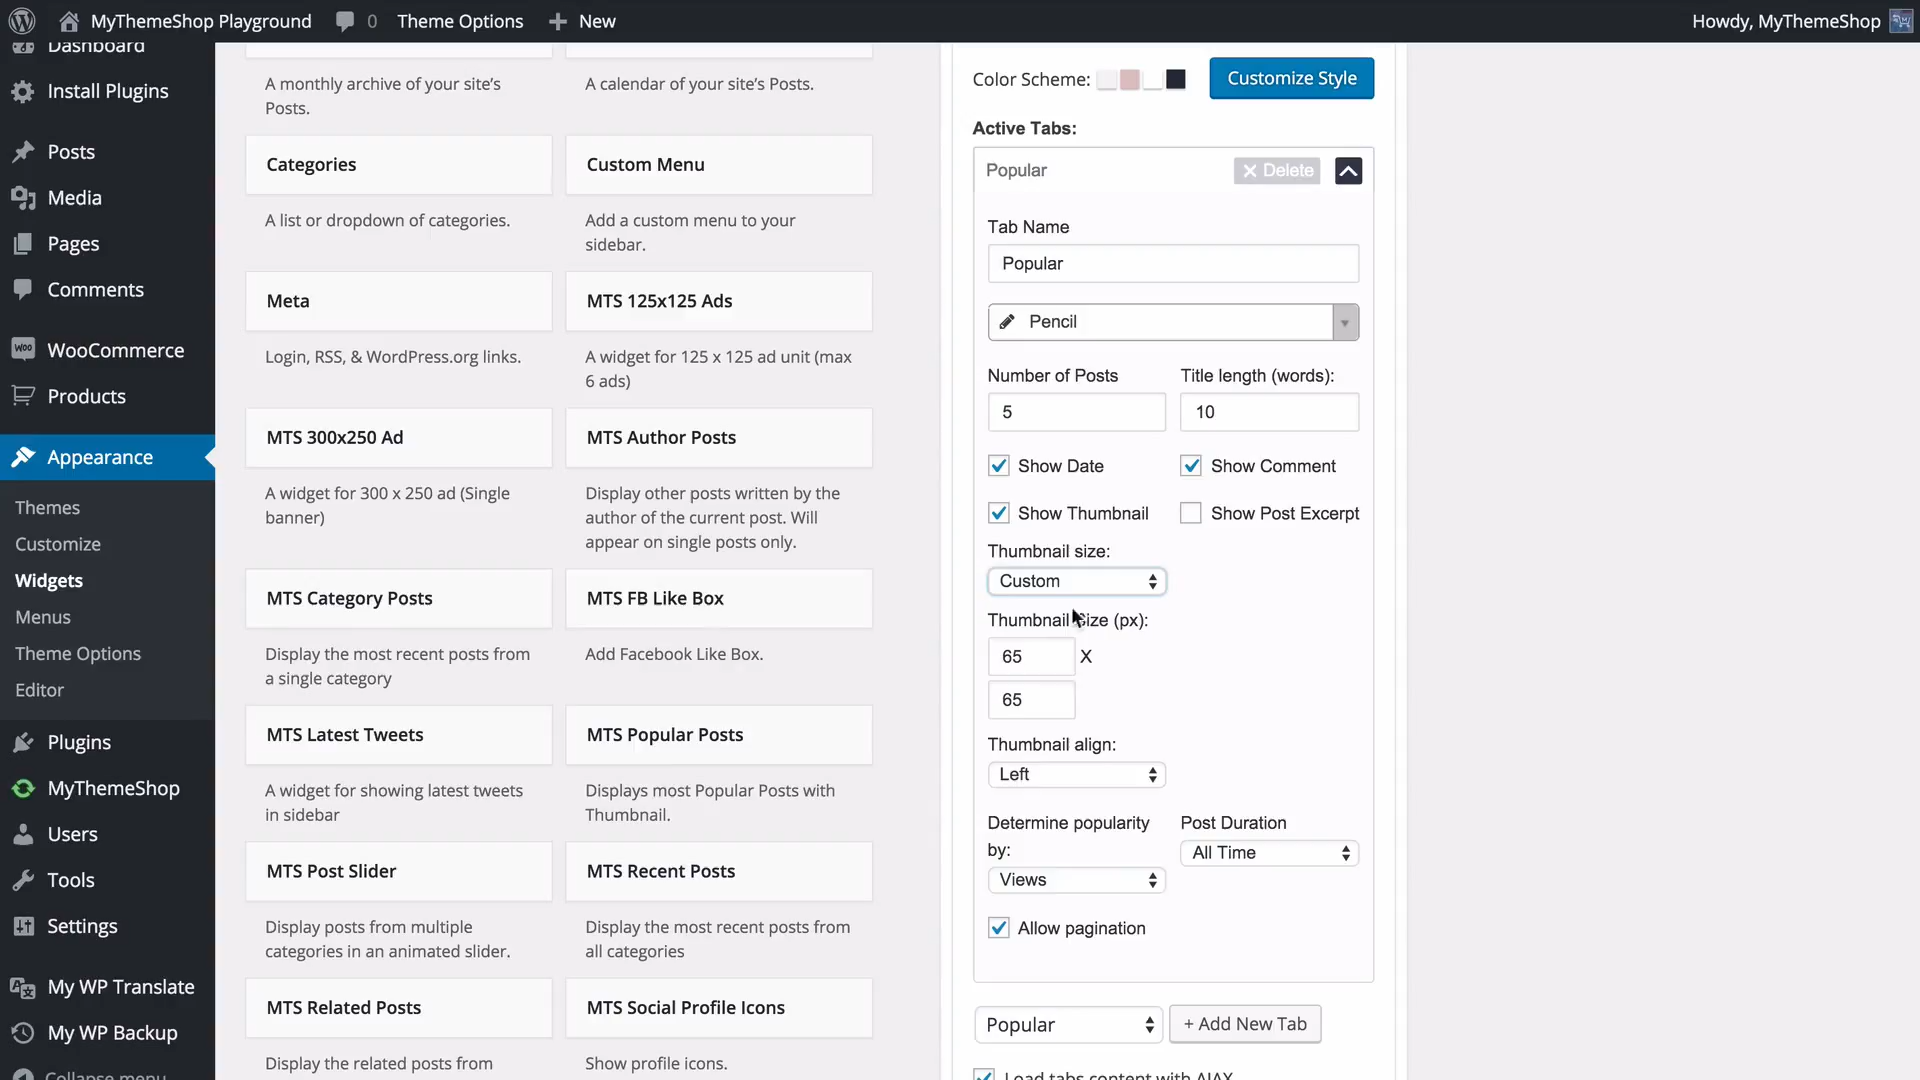 MyThemeShop Playground
0
Theme Options
New
Howdy, MyThemeShop
Dashboard
Install Plugins
Posts
Media
Pages
Comments
WOO
WooCommerce
Products
Appearance
Themes
Customize
Widgets
Menus
Theme Options
Editor
Plugins
MyThemeShop
Users
Tools
Settings
My WP Translate
My WP Backup
Collapse menu
A monthly archive of your site's
Posts.
A calendar of your site's Posts.
Categories
Custom Menu
A list or dropdown of categories.
Add a custom menu to your
sidebar.
Meta
MTS 125x125 Ads
Login, RSS, & WordPress.org links.
A widget for 125 x 125 ad unit (max
6 ads)
MTS 300x250 Ad
MTS Author Posts
A widget for 300 x 250 ad (Single
banner)
Display other posts written by the
author of the current post. Will
appear on single posts only.
MTS Category Posts
MTS FB Like Box
Display the most recent posts from
a single category
Add Facebook Like Box.
MTS Latest Tweets
MTS Popular Posts
A widget for showing latest tweets
in sidebar
Displays most Popular Posts with
Thumbnail.
MTS Post Slider
MTS Recent Posts
Display posts from multiple
categories in an animated slider.
Display the most recent posts from
all categories
MTS Related Posts
MTS Social Profile Icons
Display the related posts from
Show profile icons.
Color Scheme:
Customize Style
Active Tabs:
Popular
Delete
Tab Name
Popular
Pencil
Number of Posts
Title length (words):
5
10
Show Date
Show Comment
Show Thumbnail
Show Post Excerpt
Thumbnail size:
Custom
Thumbnail Size (px):
65 X
65
Thumbnail align:
Left
Determine popularity
by:
Post Duration
Views
All Time
Allow pagination
Popular
+ Add New Tab
Load tabs content with AJAX